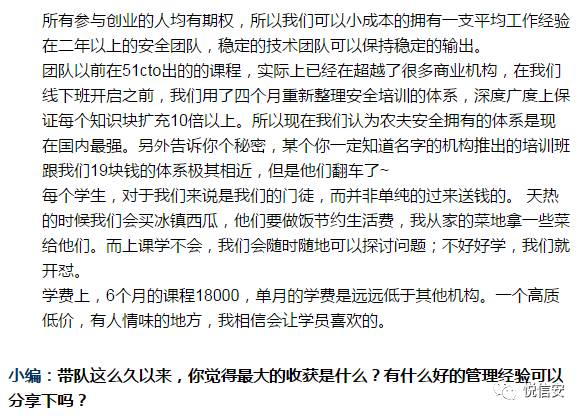 所有参与创业的人均有期权，所以我们可以小成本的拥有一支平均工作经验
在二年以上的安全团队，稳定的技术团队可以保持稳定的输出。
团队以前在51cto出的的课程，实际上已经在超越了很多商业机构，在我们
线下班开启之前，我们用了四个月重新整理安全培训的体系，深度广度上保
证每个知识块扩充10倍以上。所以现在我们认为农夫安全拥有的体系是现
在国内最强。另外告诉你个秘密，某个你一定知道名字的机构推出的培训班
跟我们19块钱的体系极其相近，但是他们翻车了~
每个学生，对于我们来说是我们的门徒，而并非单纯的过来送钱的。 天热
的时候我们会买冰镇西瓜，他们要做饭节约生活费，我从家的菜地拿一些菜
给他们。而上课学不会，我们会随时随地可以探讨问题；不好好学，我们就
开怼。
学费上，6个月的课程18000，单月的学费是远远低于其他机构。一个高质
低价，有人情味的地方，我相信会让学员喜欢的。
小编：带队这么久以来，你觉得最大的收获是什么？有什么好的管理经验可以
分享下吗？
悦信安